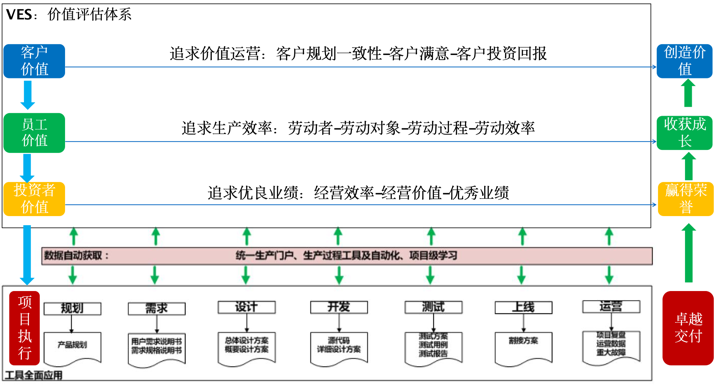 VES：价值评估体系
客户
价值
追求价值运营：客户规划一致性-客户满意-客户投资回报
创造价
值
员工
价值
追求生产效率：劳动者-劳动对象-劳动过程-劳动效率
收获成
长
投资者
价值
追求优良业绩：经营效率-经营价值-优秀业绩
赢得荣
誉
数据自动获取： 统一生产门户、生产过程工具及自动化、项目级学习
项
目
执
行
规划
需求
设计
开发
测试
上线
运营
产品规划
用户需求说明书
需求规格说明书
总体设计方案
概要设计方案
源代码
详细设计方案
测试方案
测试用例
测试报告
割接方案
项目复盘
运营数据
重大故障
卓越
交付
工具全面应用